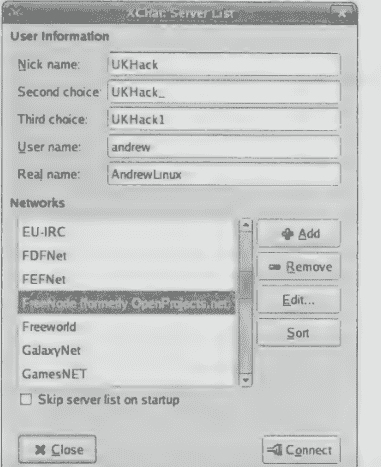 XChat: Server List
User Information
Nick name: UKHack
Second choice: UKHack_
Third choice: UKHack1
User name: andrew
Real name: AndrewLinux
Networks
EU-IRC
FDFNet
FEFNet
FreeNode (formerly OpenProjects.net)
Freeworld
GalaxyNet
GamesNET
Add
Remove
Edit...
Sort
Skip server list on startup
Close
Connect